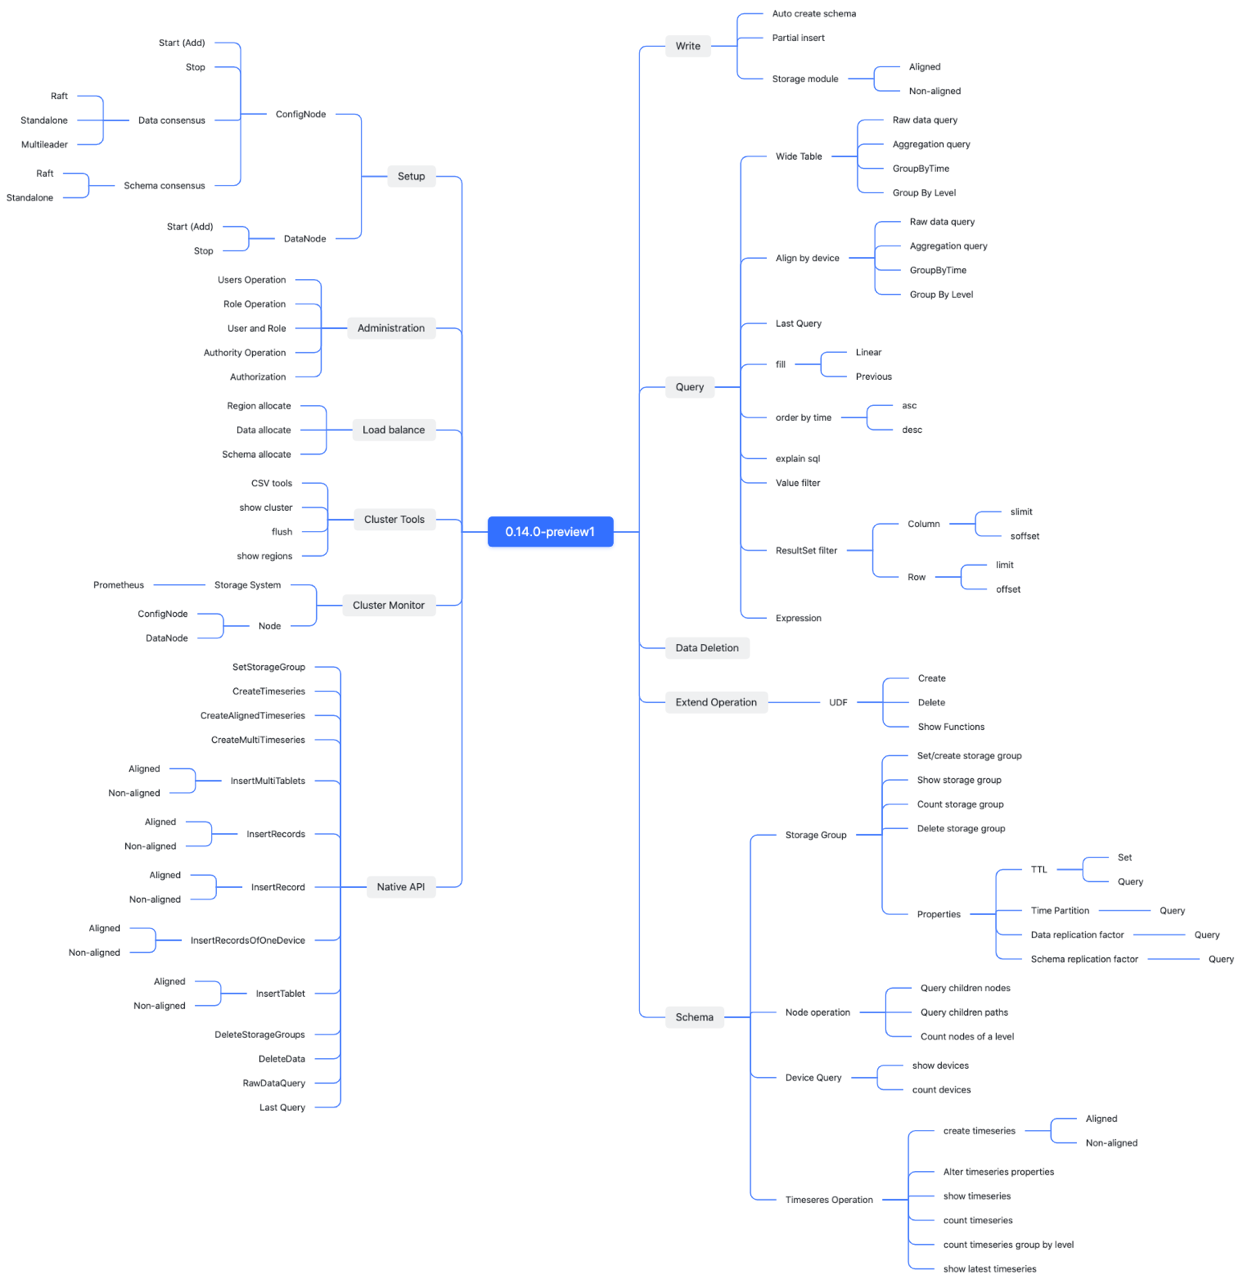 0.14.0-preview1
Setup
ConfigNode
Start (Add)
Stop
Data consensus
Raft
Standalone
Multileader
Schema consensus
Raft
Standalone
DataNode
Start (Add)
Stop
Administration
Users Operation
Role Operation
User and Role
Authority Operation
Authorization
Load balance
Region allocate
Data allocate
Schema allocate
Cluster Tools
CSV tools
show cluster
flush
show regions
Cluster Monitor
Storage System
Prometheus
Node
ConfigNode
DataNode
Native API
SetStorageGroup
CreateTimeseries
CreateAlignedTimeseries
CreateMultiTimeseries
InsertMultiTablets
Aligned
Non-aligned
InsertRecords
Aligned
Non-aligned
InsertRecord
Aligned
Non-aligned
InsertRecordsOfOneDevice
Aligned
Non-aligned
InsertTablet
Aligned
Non-aligned
DeleteStorageGroups
DeleteData
RawDataQuery
Last Query
Write
Auto create schema
Partial insert
Storage module
Aligned
Non-aligned
Query
Wide Table
Raw data query
Aggregation query
GroupByTime
Group By Level
Align by device
Raw data query
Aggregation query
GroupByTime
Group By Level
Last Query
fill
Linear
Previous
order by time
asc
desc
explain sql
Value filter
ResultSet filter
Column
slimit
soffset
Row
limit
offset
Expression
Data Deletion
Extend Operation
UDF
Create
Delete
Show Functions
Schema
Storage Group
Set/create storage group
Show storage group
Count storage group
Delete storage group
Properties
TTL
Set
Query
Time Partition
Query
Data replication factor
Query
Schema replication factor
Query
Node operation
Query children nodes
Query children paths
Count nodes of a level
Device Query
show devices
count devices
Timeseres Operation
create timeseries
Aligned
Non-aligned
Alter timeseries properties
show timeseries
count timeseries
count timeseries group by level
show latest timeseries